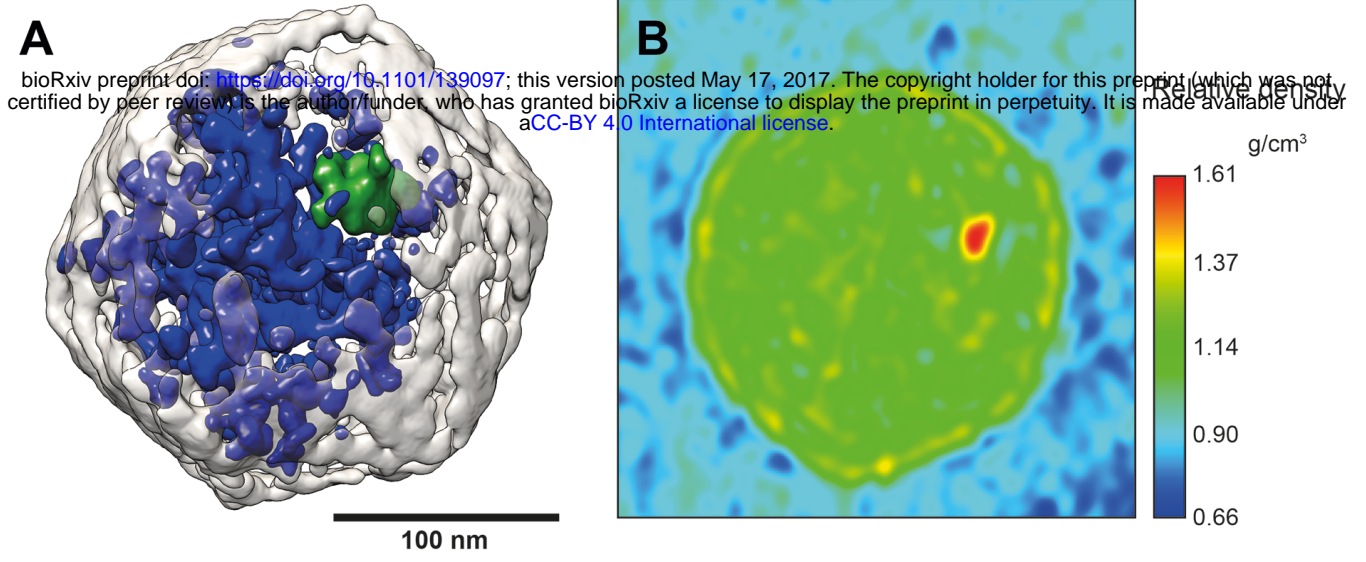 A
B
bioRxiv preprint doi: https://doi.org/10.1101/139097; this version posted May 17, 2017. The copyright holder for this preprint (which was not
certified by peer review) is the author/funder, who has granted bioRxiv a license to display the preprint in perpetuity. It is made available under
aCC-BY 4.0 International license.
Relative density
g/cm³
1.61
1.37
1.14
0.90
0.66
100 nm